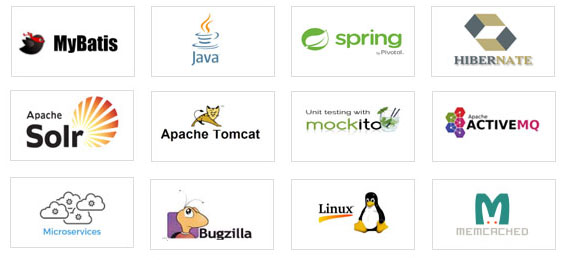 MyBatis
Java
spring
by Pivotal.
HIBERNATE
Apache
Solr
Apache Tomcat
Unit testing with
mockito
Apache
ACTIVEMQ
Microservices
Bugzilla
Linux
MEMCACHED